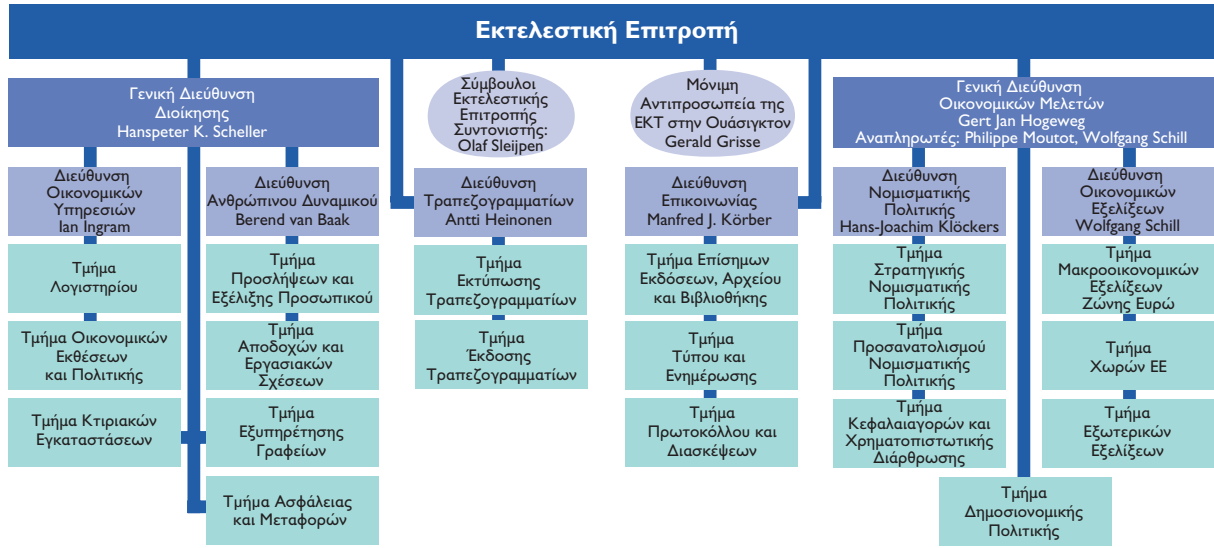 Εκτελεστική Επιτροπή
Γενική Διεύθυνση
Διοίκησης
Hanspeter K. Scheller
Σύμβουλοι
Εκτελεστικής
Επιτροπής
Συντονιστής:
Olaf Sleijpen
Μόνιμη
Αντιπροσωπεία της
ΕΚΤ στην Ουάσιγκτον
Gerald Grisse
Γενική Διεύθυνση
Οικονομικών Μελετών
Gert Jan Hogeweg
Αναπληρωτές: Philippe Moutot, Wolfgang Schill
Διεύθυνση
Οικονομικών
Υπηρεσιών
Ian Ingram
Διεύθυνση
Ανθρώπινου Δυναμικού
Berend van Baak
Διεύθυνση
Τραπεζογραμματίων
Antti Heinonen
Διεύθυνση
Επικοινωνίας
Manfred J. Körber
Διεύθυνση
Νομισματικής
Πολιτικής
Hans-Joachim Klöckers
Διεύθυνση
Οικονομικών
Εξελίξεων
Wolfgang Schill
Τμήμα
Λογιστηρίου
Τμήμα
Προσλήψεων και
Εξέλιξης Προσωπικού
Τμήμα
Εκτύπωσης
Τραπεζογραμματίων
Τμήμα Επίσημων
Εκδόσεων, Αρχείου
και Βιβλιοθήκης
Τμήμα
Στρατηγικής
Νομισματικής
Πολιτικής
Τμήμα
Μακροοικονομικών
Εξελίξεων
Ζώνης Ευρώ
Τμήμα Οικονομικών
Εκθέσεων
και Πολιτικής
Τμήμα
Αποδοχών και
Εργασιακών
Σχέσεων
Τμήμα
Έκδοσης
Τραπεζογραμματίων
Τμήμα
Τύπου και
Ενημέρωσης
Τμήμα
Προσανατολισμού
Νομισματικής
Πολιτικής
Τμήμα
Χωρών ΕΕ
Τμήμα Κτιριακών
Εγκαταστάσεων
Τμήμα
Εξυπηρέτησης
Γραφείων
Τμήμα
Πρωτοκόλλου και
Διασκέψεων
Τμήμα
Κεφαλαιαγορών και
Χρηματοπιστωτικής
Διάρθρωσης
Τμήμα
Εξωτερικών
Εξελίξεων
Τμήμα Ασφάλειας
και Μεταφορών
Τμήμα
Δημοσιονομικής
Πολιτικής